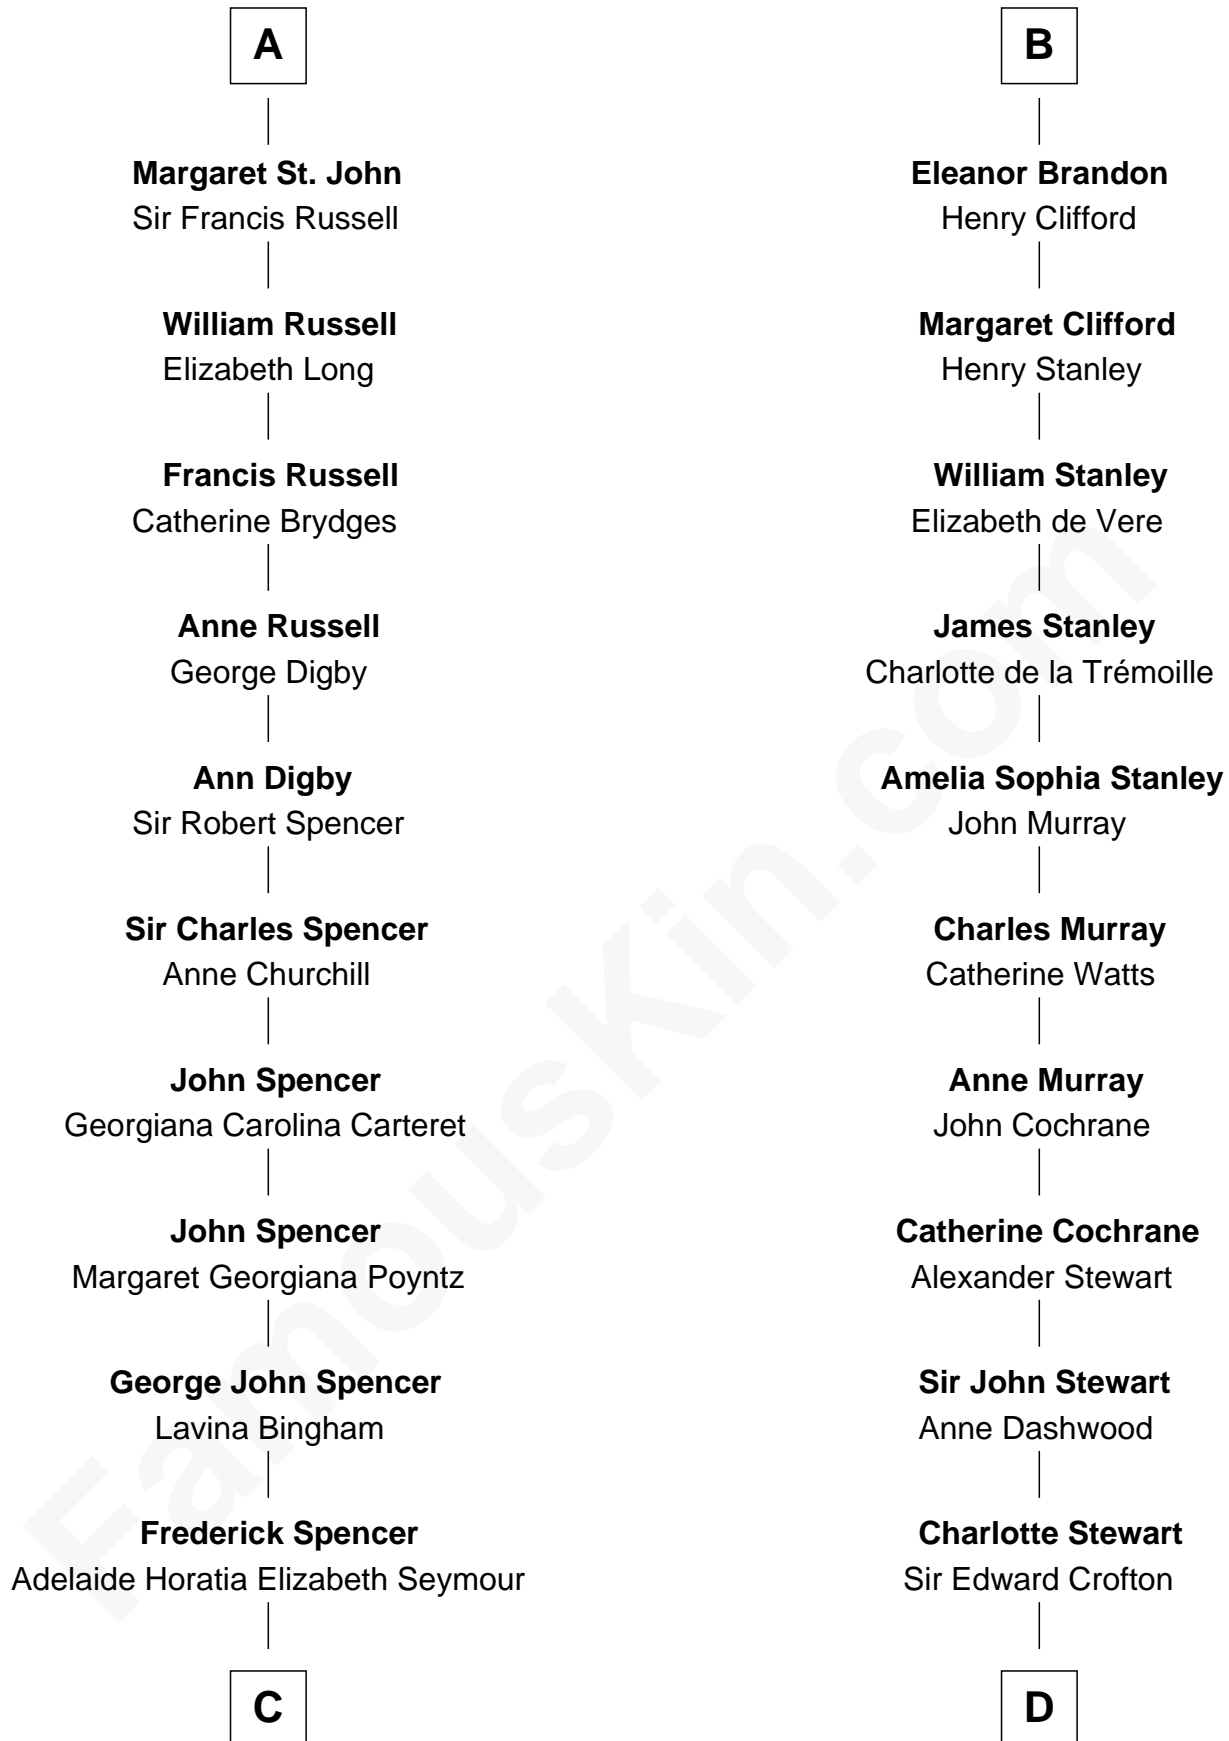 A
Margaret St. John
Sir Francis Russell
William Russell
Elizabeth Long
Francis Russell
Catherine Brydges
Anne Russell
George Digby
Ann Digby
Sir Robert Spencer
Sir Charles Spencer
Anne Churchill
John Spencer
Georgiana Carolina Carteret
John Spencer
Margaret Georgiana Poyntz
George John Spencer
Lavina Bingham
Frederick Spencer
Adelaide Horatia Elizabeth Seymour
C
B
Eleanor Brandon
Henry Clifford
Margaret Clifford
Henry Stanley
William Stanley
Elizabeth de Vere
James Stanley
Charlotte de la Trémoille
Amelia Sophia Stanley
John Murray
Charles Murray
Catherine Watts
Anne Murray
John Cochrane
Catherine Cochrane
Alexander Stewart
Sir John Stewart
Anne Dashwood
Charlotte Stewart
Sir Edward Crofton
D
FamousKin.com